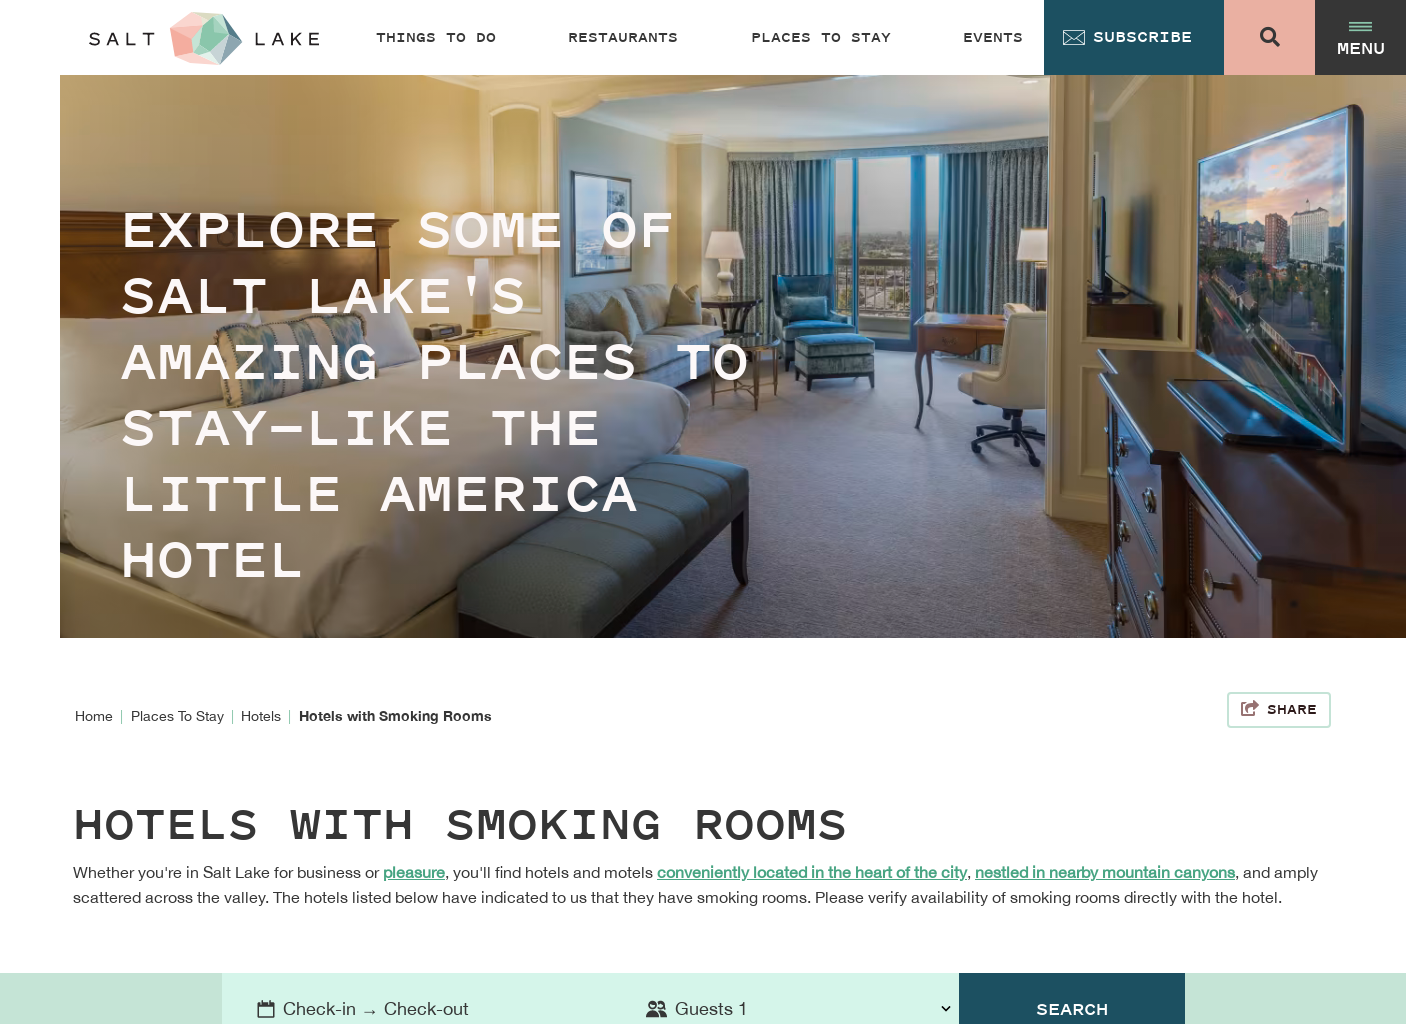 SALT LAKE
THINGS TO DO
RESTAURANTS
PLACES TO STAY
EVENTS
SUBSCRIBE
MENU
EXPLORE SOME OF
SALT LAKE'S
AMAZING PLACES TO
STAY—LIKE THE
LITTLE AMERICA
HOTEL
Home | Places To Stay | Hotels | Hotels with Smoking Rooms
SHARE
HOTELS WITH SMOKING ROOMS
Whether you're in Salt Lake for business or pleasure, you'll find hotels and motels conveniently located in the heart of the city, nestled in nearby mountain canyons, and amply
scattered across the valley. The hotels listed below have indicated to us that they have smoking rooms. Please verify availability of smoking rooms directly with the hotel.
Check-in → Check-out
Guests 1
SEARCH